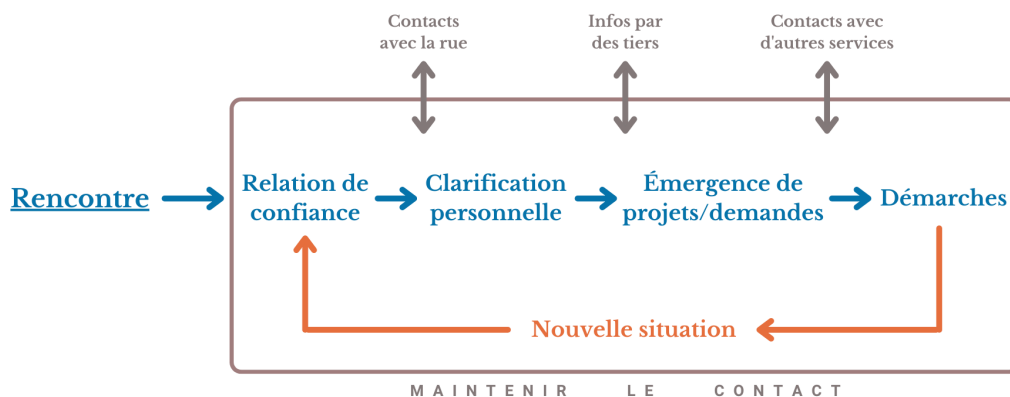 Contacts
avec la rue
Infos par
des tiers
Contacts avec
d'autres services
Rencontre
Relation de
confiance
Clarification
personnelle
Émergence de
projets/demandes
Démarches
Nouvelle situation
MAINTENIR LE CONTACT